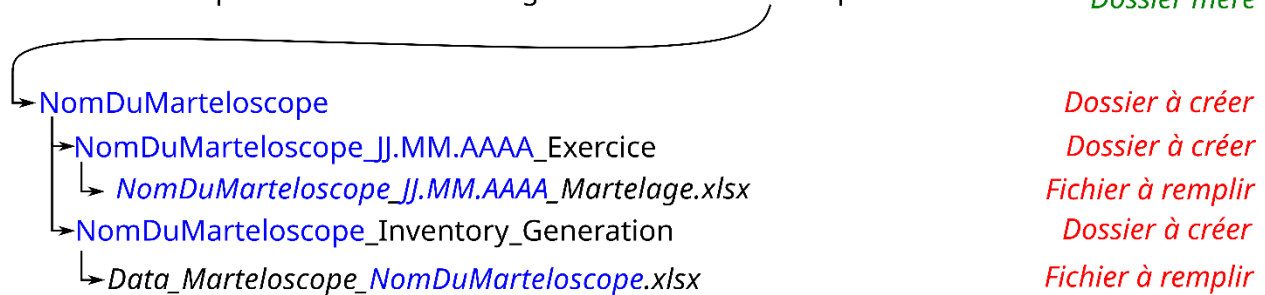 Dossier mère
NomDuMarteloscope Dossier à créer
NomDuMarteloscope_JJ.MM.AAAA_Exercice Dossier à créer
NomDuMarteloscope_JJ.MM.AAAA_Martelage.xlsx Fichier à remplir
NomDuMarteloscope_Inventory_Generation Dossier à créer
Data_Marteloscope_NomDuMarteloscope.xlsx Fichier à remplir